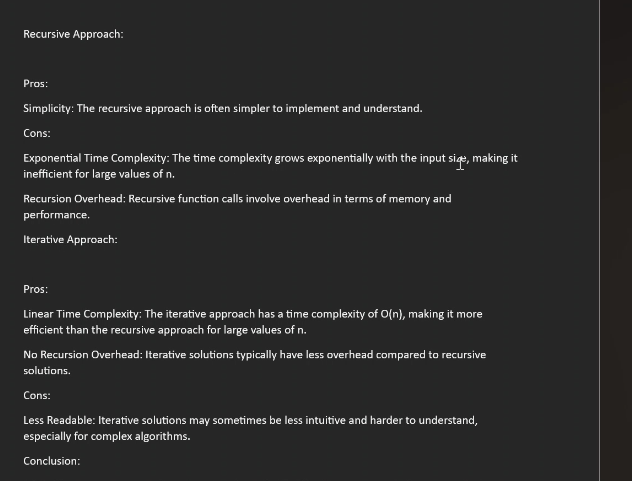 Recursive Approach:
Pros:
Simplicity: The recursive approach is often simpler to implement and understand.
Cons:
Exponential Time Complexity: The time complexity grows exponentially with the input size, making it
inefficient for large values of n.
Recursion Overhead: Recursive function calls involve overhead in terms of memory and
performance.
Iterative Approach:
Pros:
Linear Time Complexity: The iterative approach has a time complexity of O(n), making it more
efficient than the recursive approach for large values of n.
No Recursion Overhead: Iterative solutions typically have less overhead compared to recursive
solutions.
Cons:
Less Readable: Iterative solutions may sometimes be less intuitive and harder to understand,
especially for complex algorithms.
Conclusion: